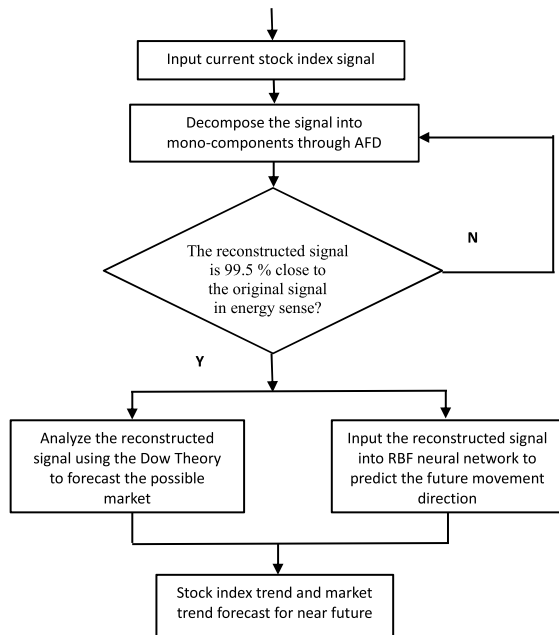 Input current stock index signal
Decompose the signal into
mono-components through AFD
The reconstructed signal
is 99.5 % close to
the original signal
in energy sense?
N
Y
Analyze the reconstructed
signal using the Dow Theory
to forecast the possible
market
Input the reconstructed signal
into RBF neural network to
predict the future movement
direction
Stock index trend and market
trend forecast for near future